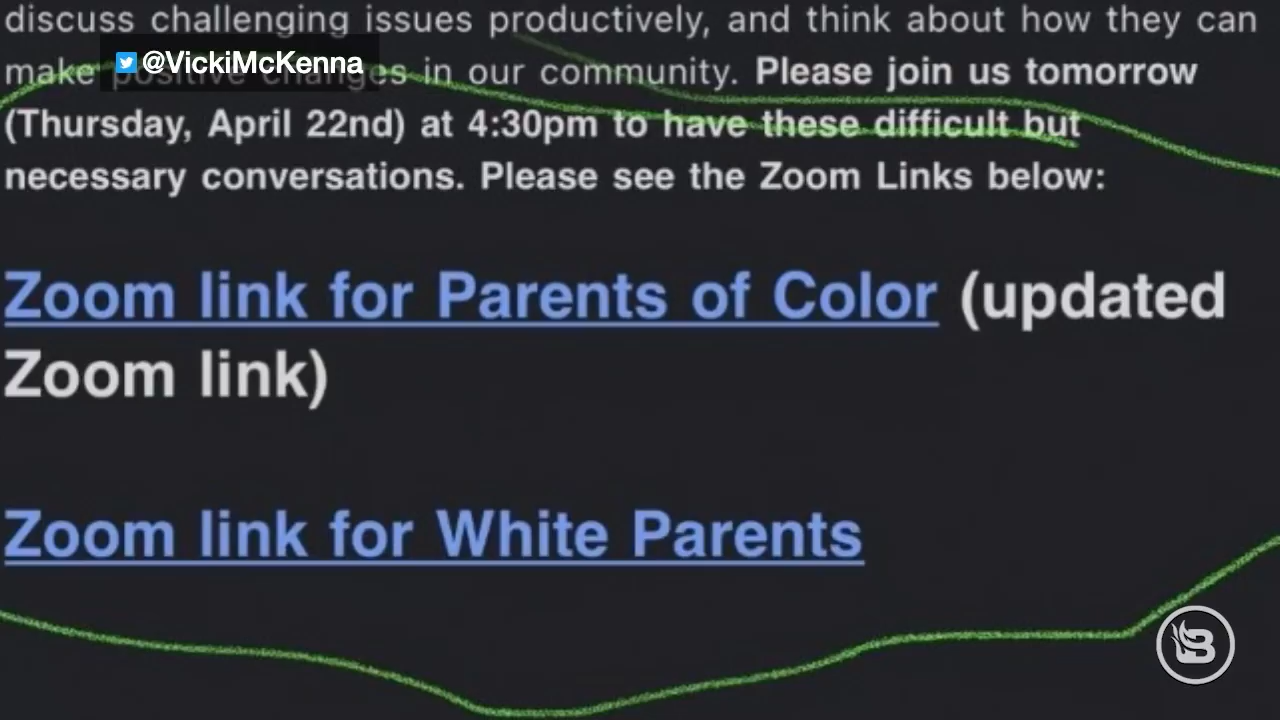 discuss challenging issues productively, and think about how they can
@VickiMcKenna
make positive changes in our community. Please join us tomorrow
(Thursday, April 22nd) at 4:30pm to have these difficult but
necessary conversations. Please see the Zoom Links below:
Zoom link for Parents of Color (updated
Zoom link)
Zoom link for White Parents
B